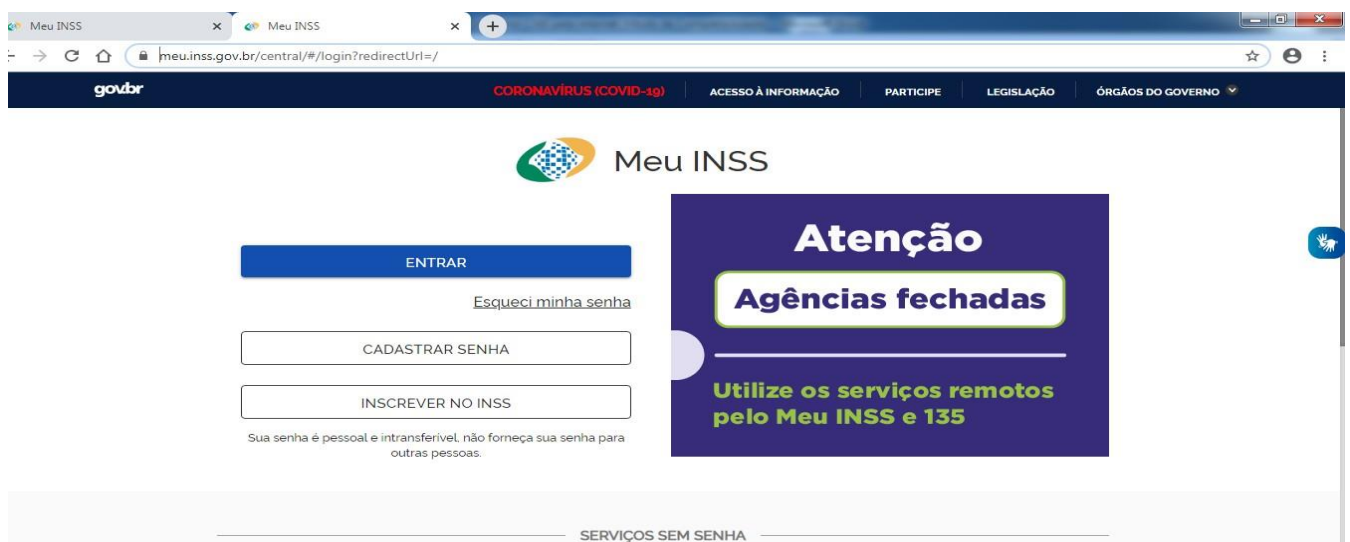 Meu INSS
Meu INSS
meu.inss.gov.br/central/#/login?redirectUrl=/
gov.br
CORONAVÍRUS (COVID-19)
ACESSO À INFORMAÇÃO
PARTICIPE
LEGISLAÇÃO
ÓRGÃOS DO GOVERNO
Meu INSS
ENTRAR
Esqueci minha senha
CADASTRAR SENHA
INSCREVER NO INSS
Sua senha é pessoal e intransferível, não forneça sua senha para
outras pessoas.
Atenção
Agências fechadas
Utilize os serviços remotos
pelo Meu INSS e 135
SERVIÇOS SEM SENHA